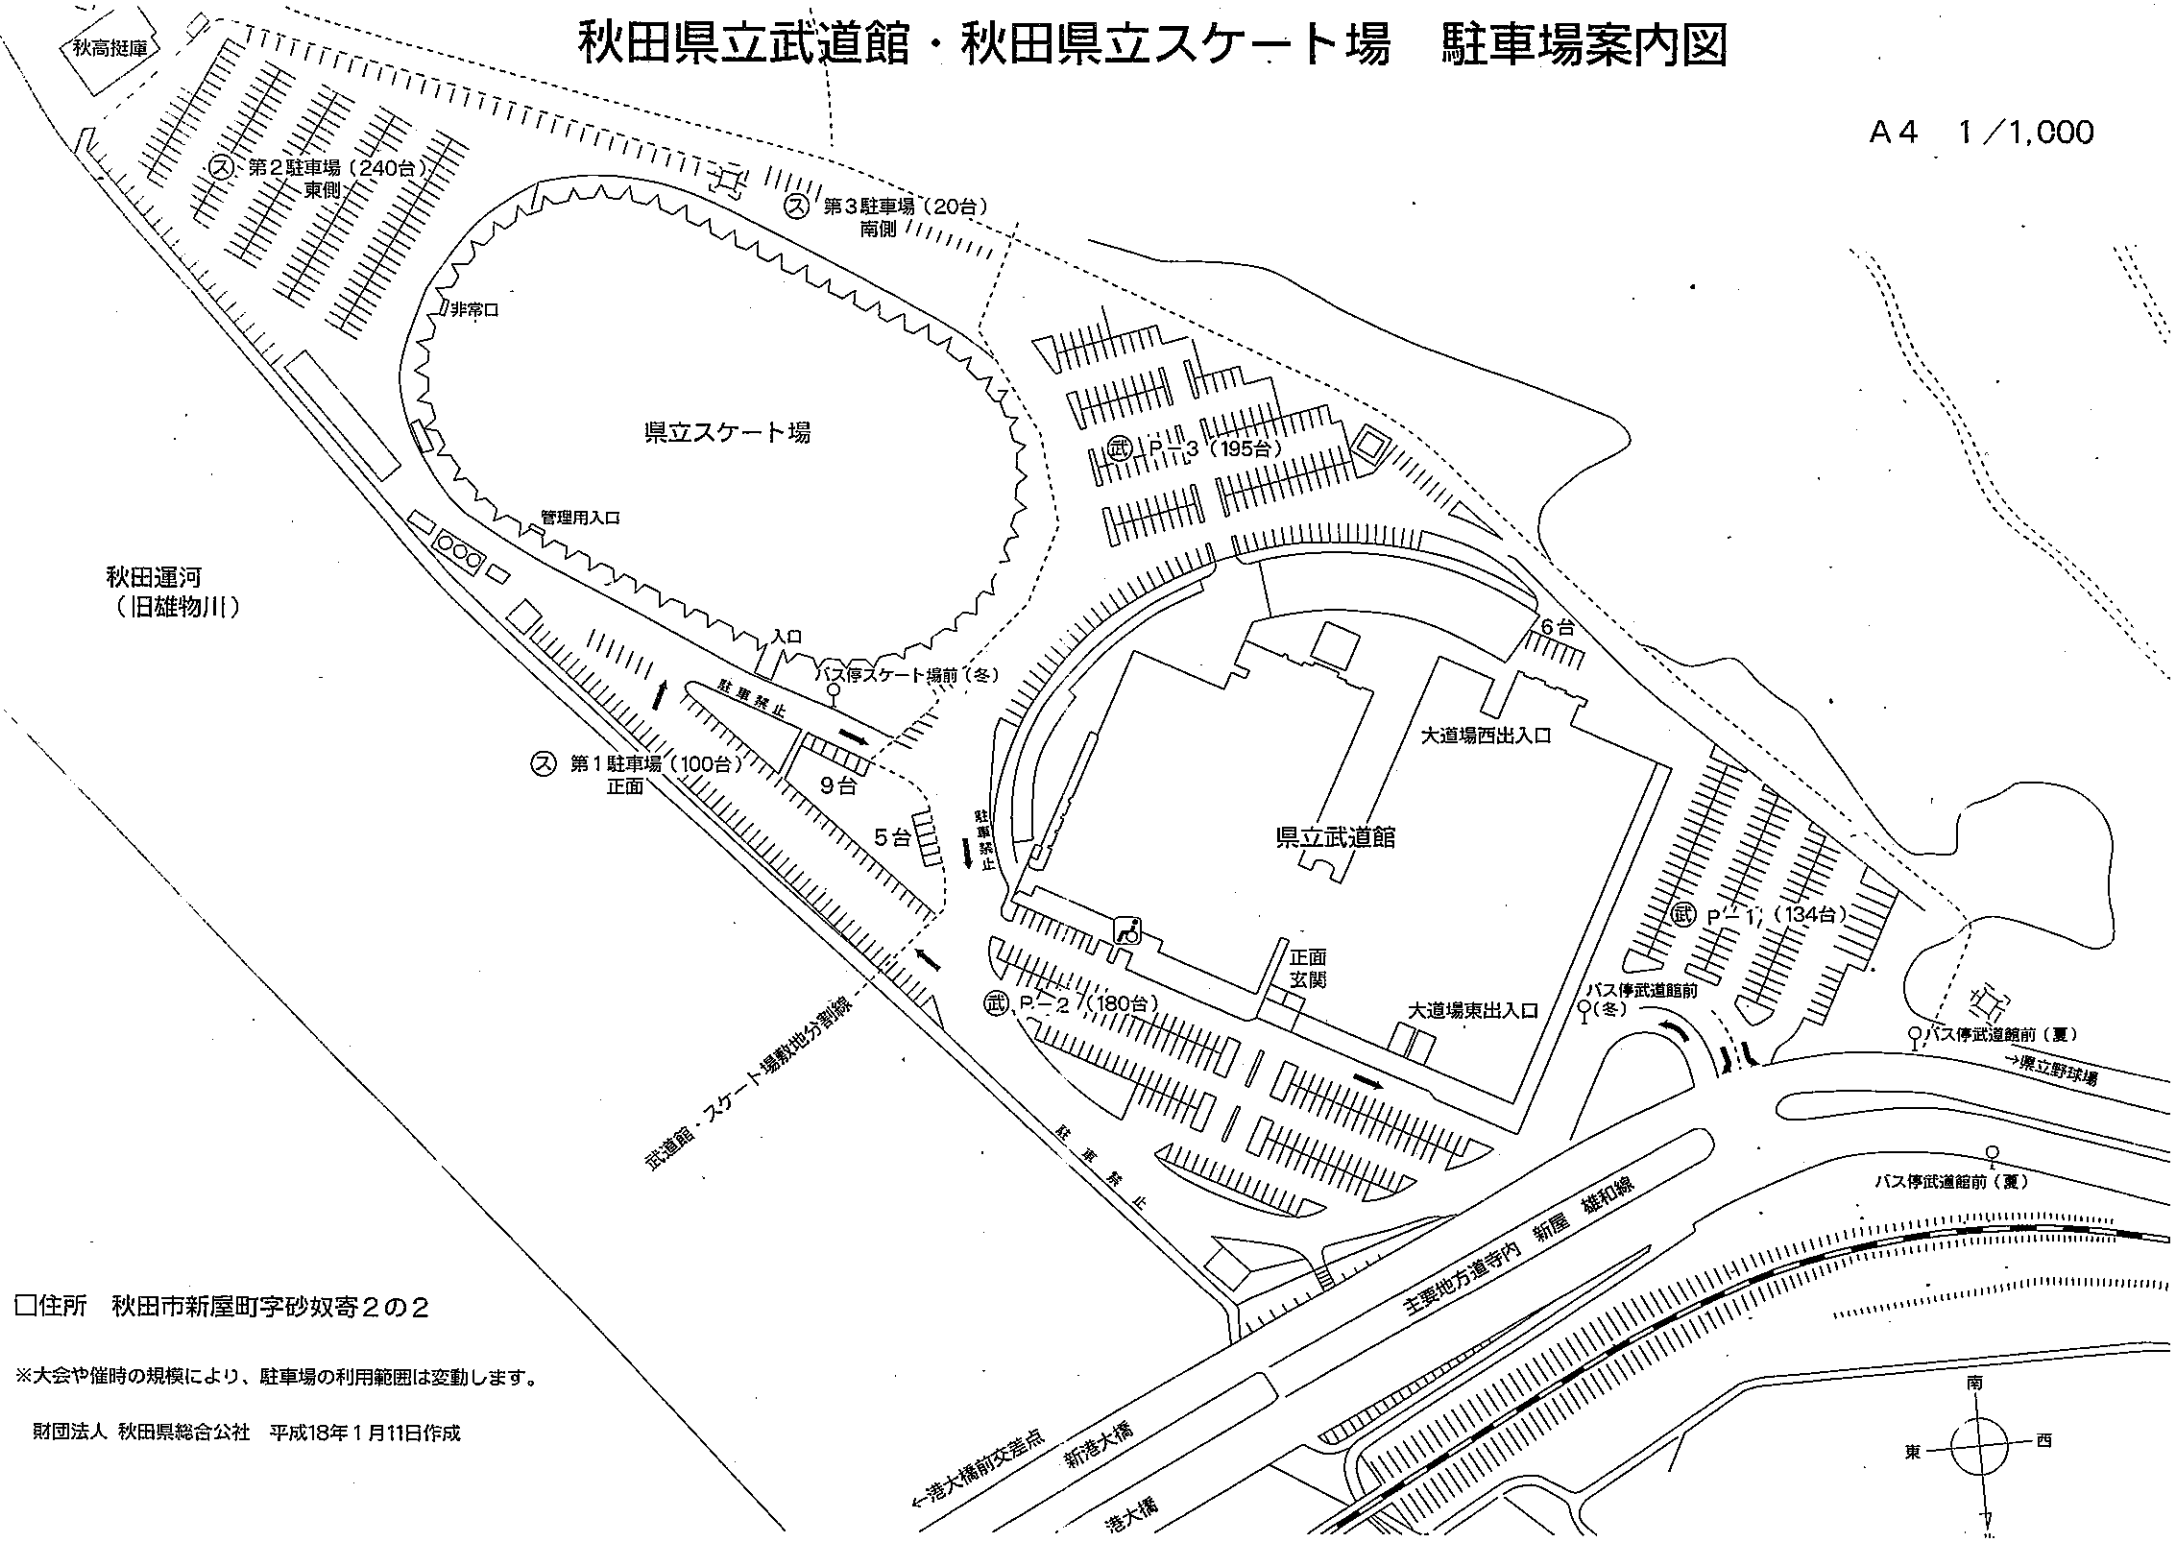 秋田県立武道館・秋田県立スケート場　駐車場案内図
A4　1／1,000
秋高挺庫
ス 第2駐車場（240台）
東側
ス 第3駐車場（20台）
南側
非常口
県立スケート場
武 P－3（195台）
管理用入口
秋田運河
（旧雄物川）
入口
6台
バス停スケート場前（冬）
駐車禁止
大道場西出入口
ス 第1駐車場（100台）
正面
9台
5台
駐車禁止
県立武道館
武 P－1（134台）
正面
玄関
武 P－2（180台）
大道場東出入口
バス停武道館前
（冬）
バス停武道館前（夏）
→県立野球場
武道館・スケート場敷地分割線
駐車禁止
バス停武道館前（夏）
主要地方道寺内　新屋　雄和線
□住所　秋田市新屋町字砂奴寄2の2
※大会や催時の規模により、駐車場の利用範囲は変動します。
財団法人 秋田県総合公社　平成18年1月11日作成
←港大橋前交差点
新港大橋
港大橋
南
東
西